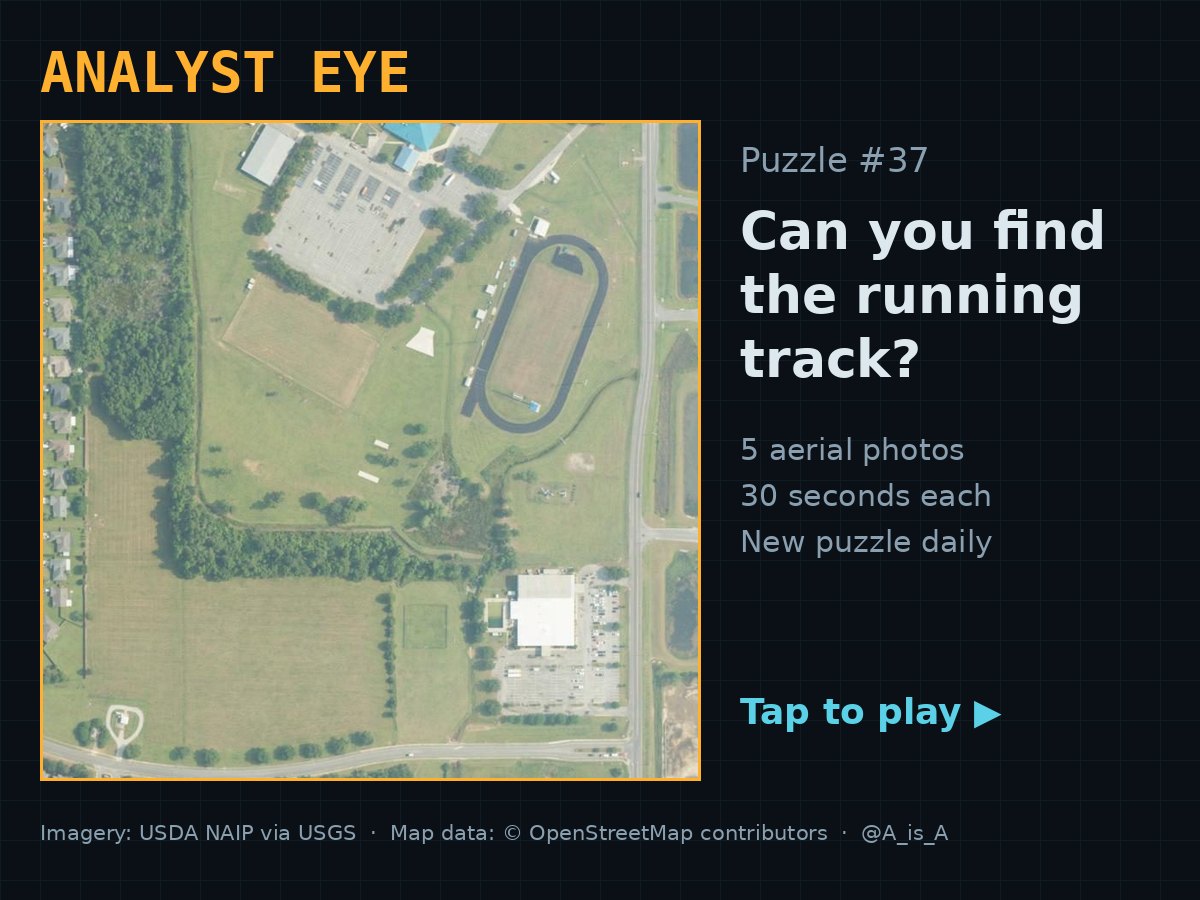 ANALYST EYE
Puzzle #37
Can you find
the running
track?
5 aerial photos
30 seconds each
New puzzle daily
Tap to play ▶
Imagery: USDA NAIP via USGS · Map data: © OpenStreetMap contributors · @A_is_A